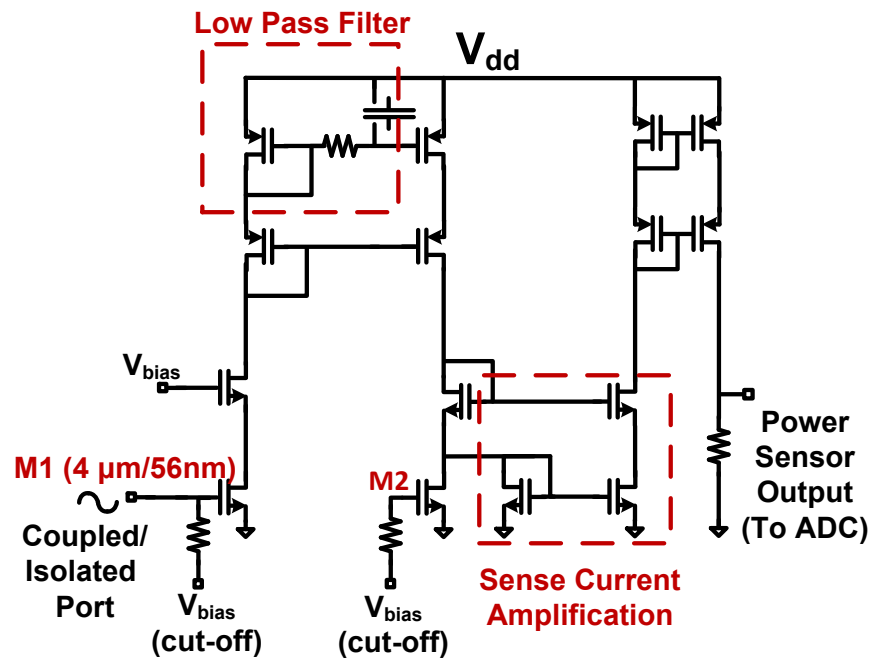 Low Pass Filter
Vdd
Vbias
M1 (4 µm/56nm)
M2
Coupled/
Isolated
Port
Vbias
(cut-off)
Vbias
(cut-off)
Sense Current
Amplification
Power
Sensor
Output
(To ADC)